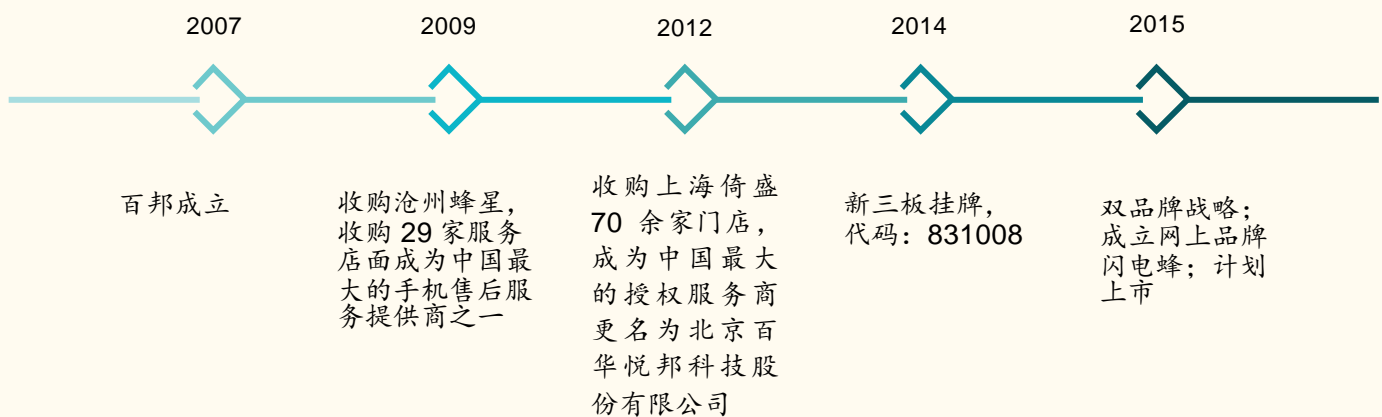 2007
2009
2012
2014
2015
百邦成立
收购沧州蜂星，
收购 29 家服务
店面成为中国最
大的手机售后服
务提供商之一
收购上海倚盛
70 余家门店，
成为中国最大
的授权服务商
更名为北京百
华悦邦科技股
份有限公司
新三板挂牌，
代码：831008
双品牌战略；
成立网上品牌
闪电蜂；计划
上市